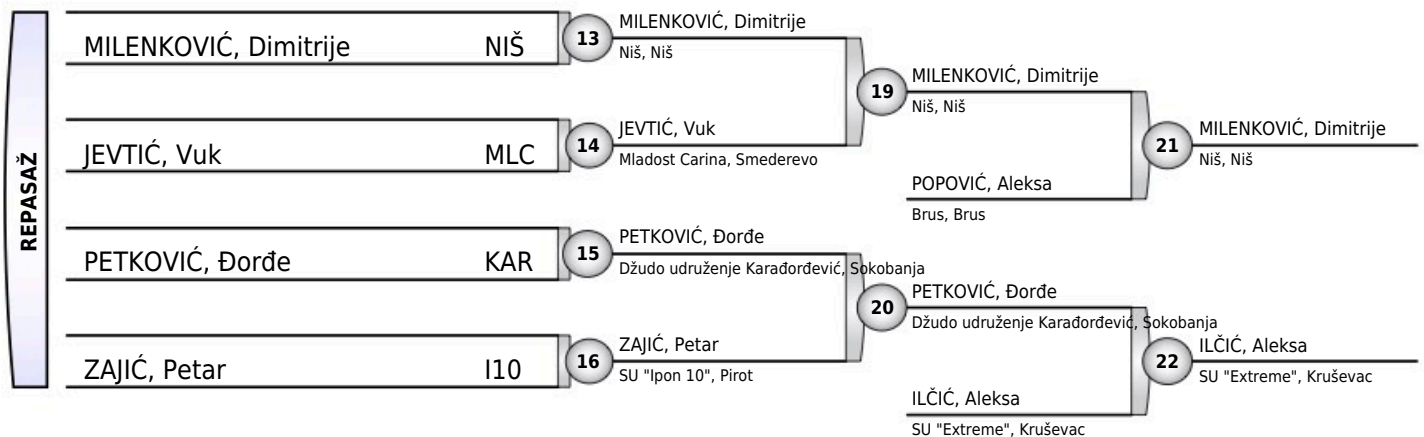 REPASAŽ
MILENKOVIĆ, Dimitrije NIŠ
13
MILENKOVIĆ, Dimitrije
Niš, Niš
JEVTIĆ, Vuk MLC
14
JEVTIĆ, Vuk
Mladost Carina, Smederevo
19
MILENKOVIĆ, Dimitrije
Niš, Niš
POPOVIĆ, Aleksa
Brus, Brus
21
MILENKOVIĆ, Dimitrije
Niš, Niš
PETKOVIĆ, Đorđe KAR
15
PETKOVIĆ, Đorđe
Džudo udruženje Karađorđević, Sokobanja
ZAJIĆ, Petar I10
16
ZAJIĆ, Petar
SU "Ipon 10", Pirot
20
PETKOVIĆ, Đorđe
Džudo udruženje Karađorđević, Sokobanja
ILČIĆ, Aleksa
SU "Extreme", Kruševac
22
ILČIĆ, Aleksa
SU "Extreme", Kruševac